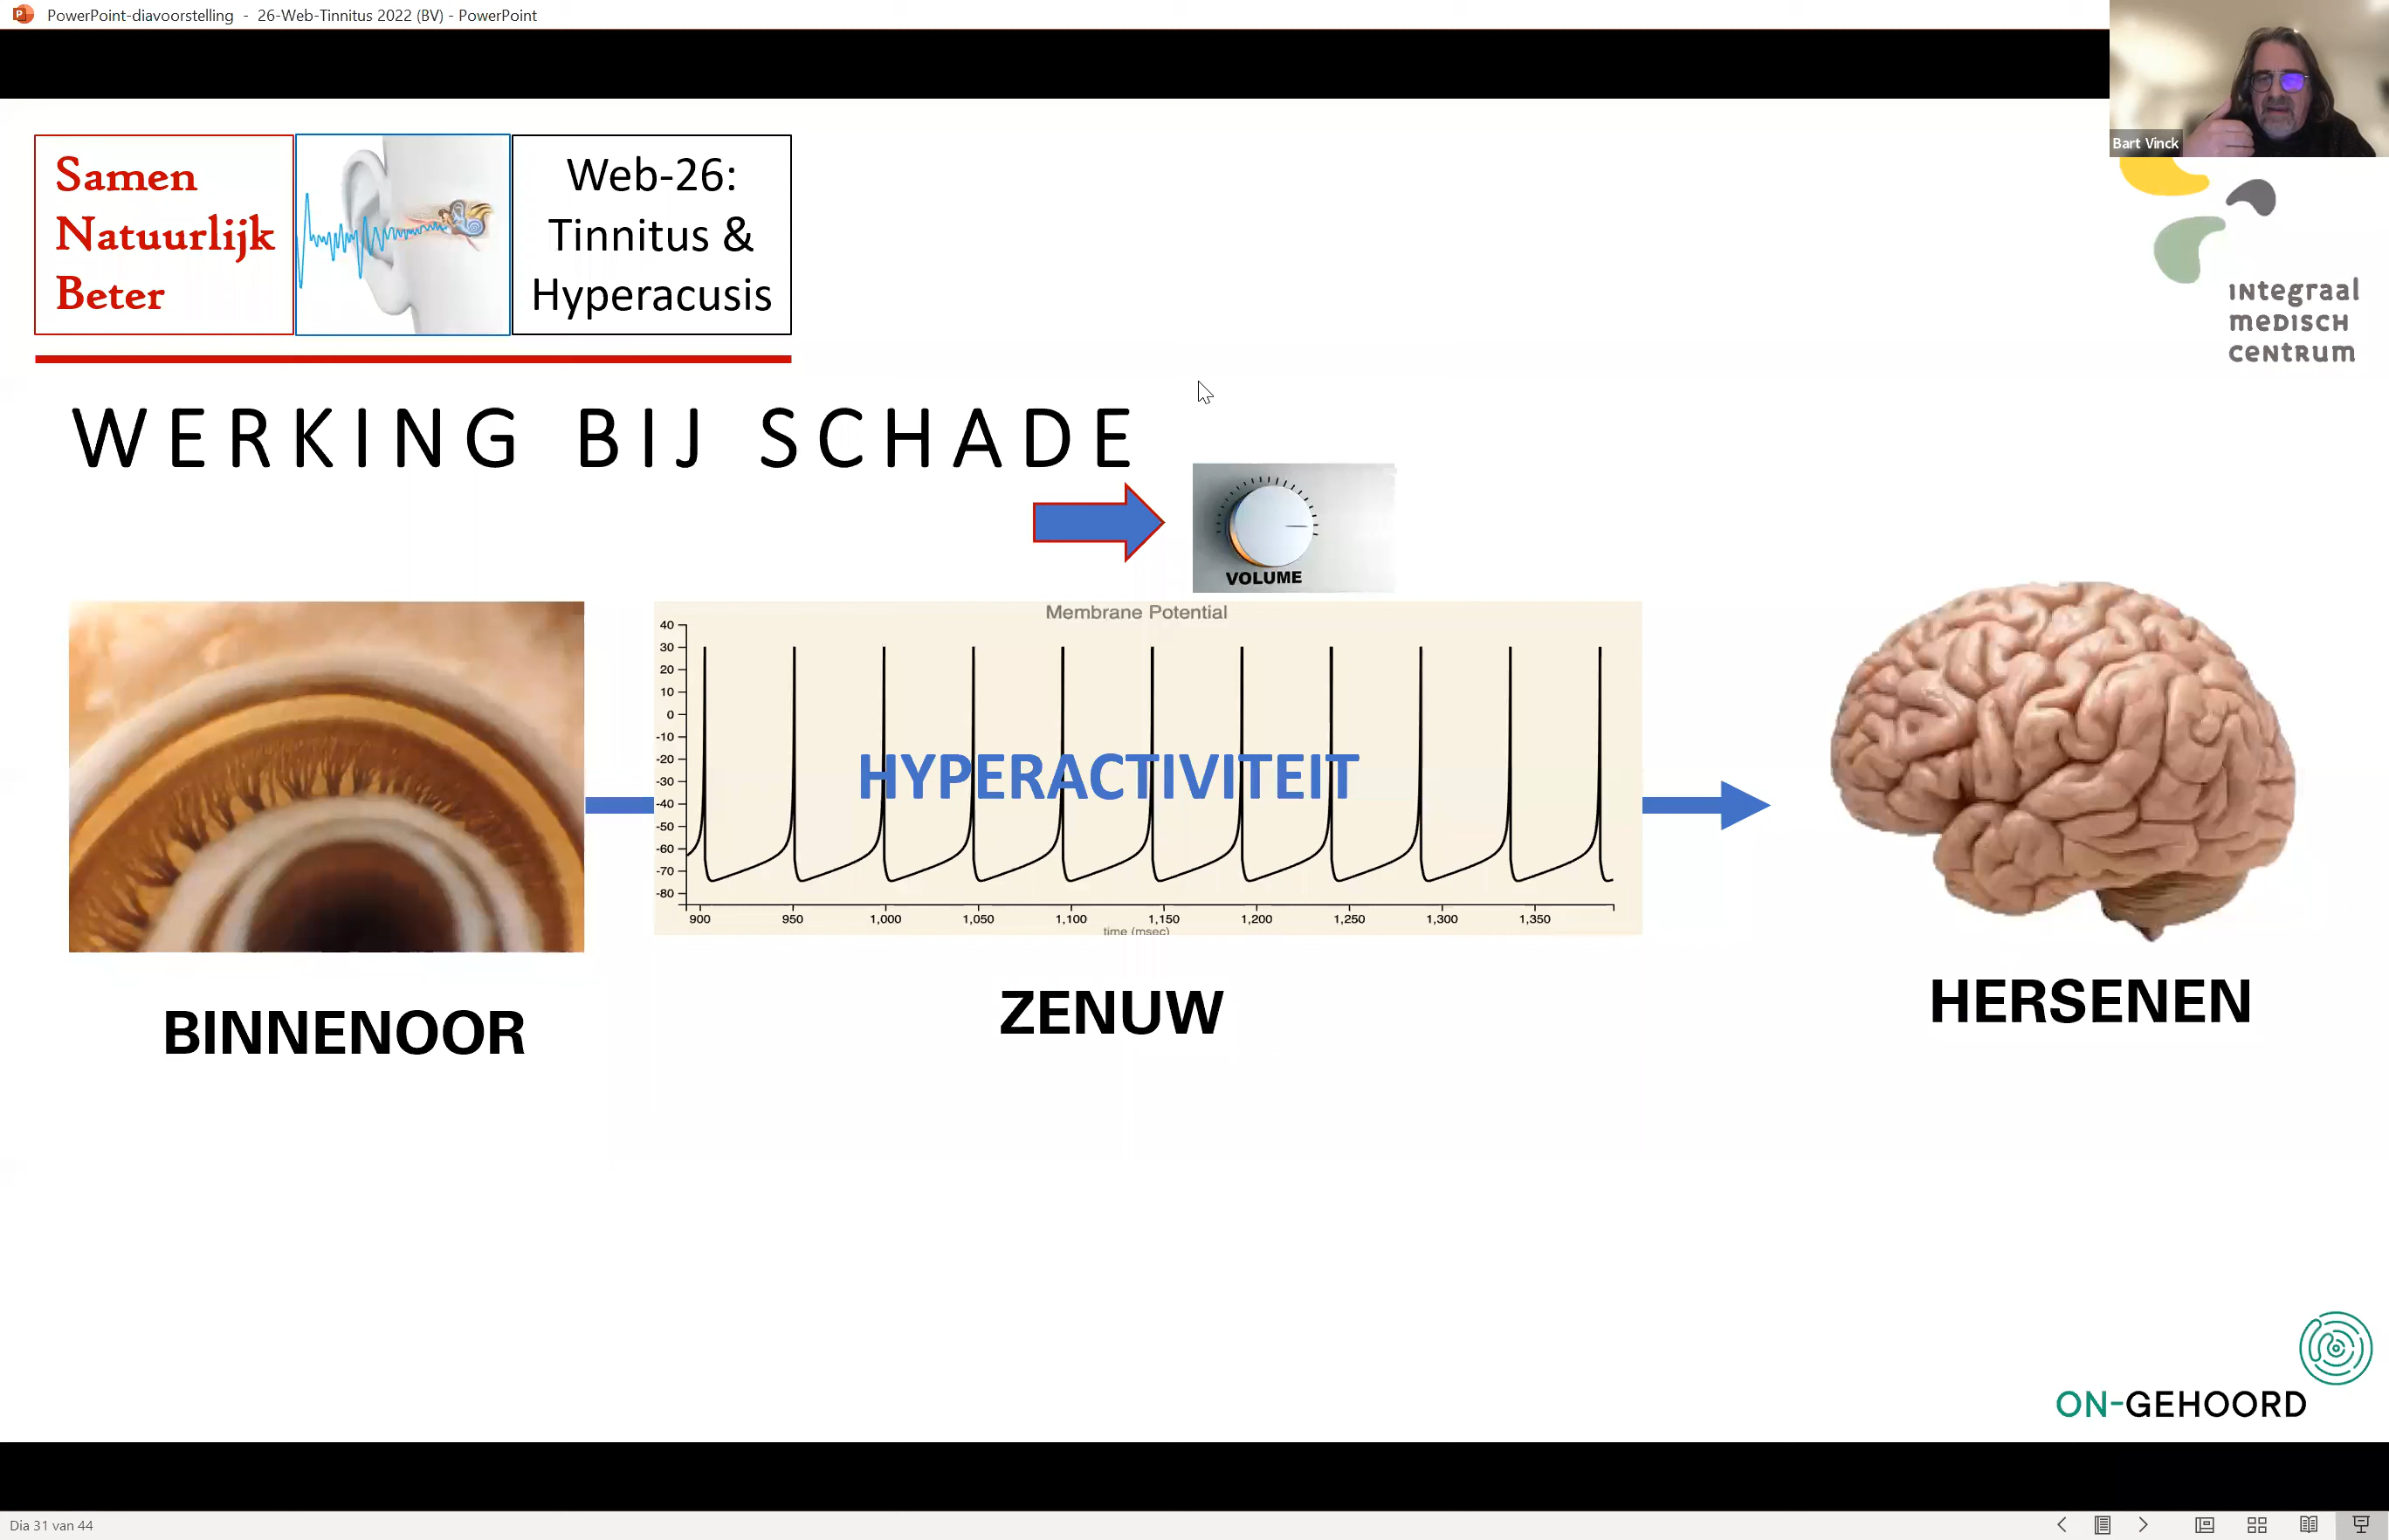 PowerPoint-diavoorstelling - 26-Web-Tinnitus 2022 (BV) - PowerPoint
Bart Vinck
Samen
Natuurlijk
Beter
Web-26:
Tinnitus &
Hyperacusis
INtegraal
meDISCH
CeNtRum
WERKING BIJ SCHADE
VOLUME
Membrane Potential
40
30
20
10
0
-10
-20
-30
-40
-50
-60
-70
-80
HYPERACTIVITEIT
900 950 1,000 1,050 1,100 1,150 1,200 1,250 1,300 1,350
time (msec)
BINNENOOR
ZENUW
HERSENEN
ON-GEHOORD
Dia 31 van 44